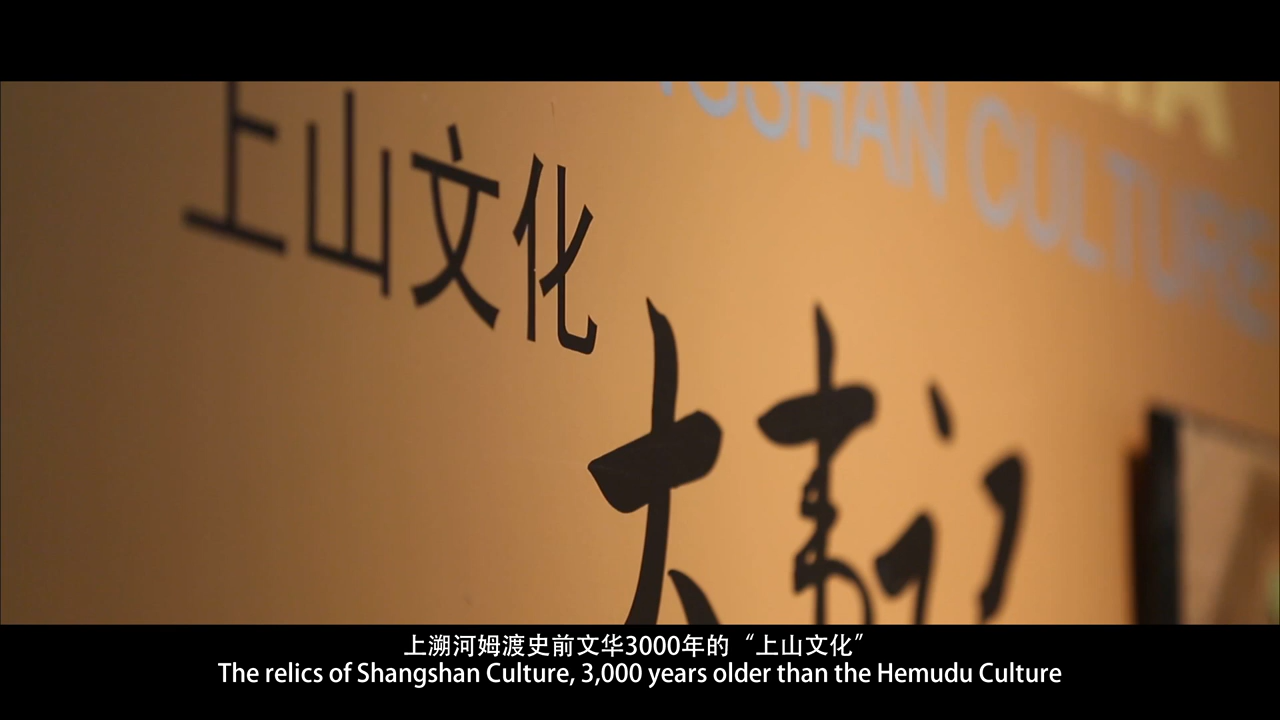 SHAN CULTURE
上山文化
上溯河姆渡史前文华3000年的“上山文化”
The relics of Shangshan Culture, 3,000 years older than the Hemudu Culture